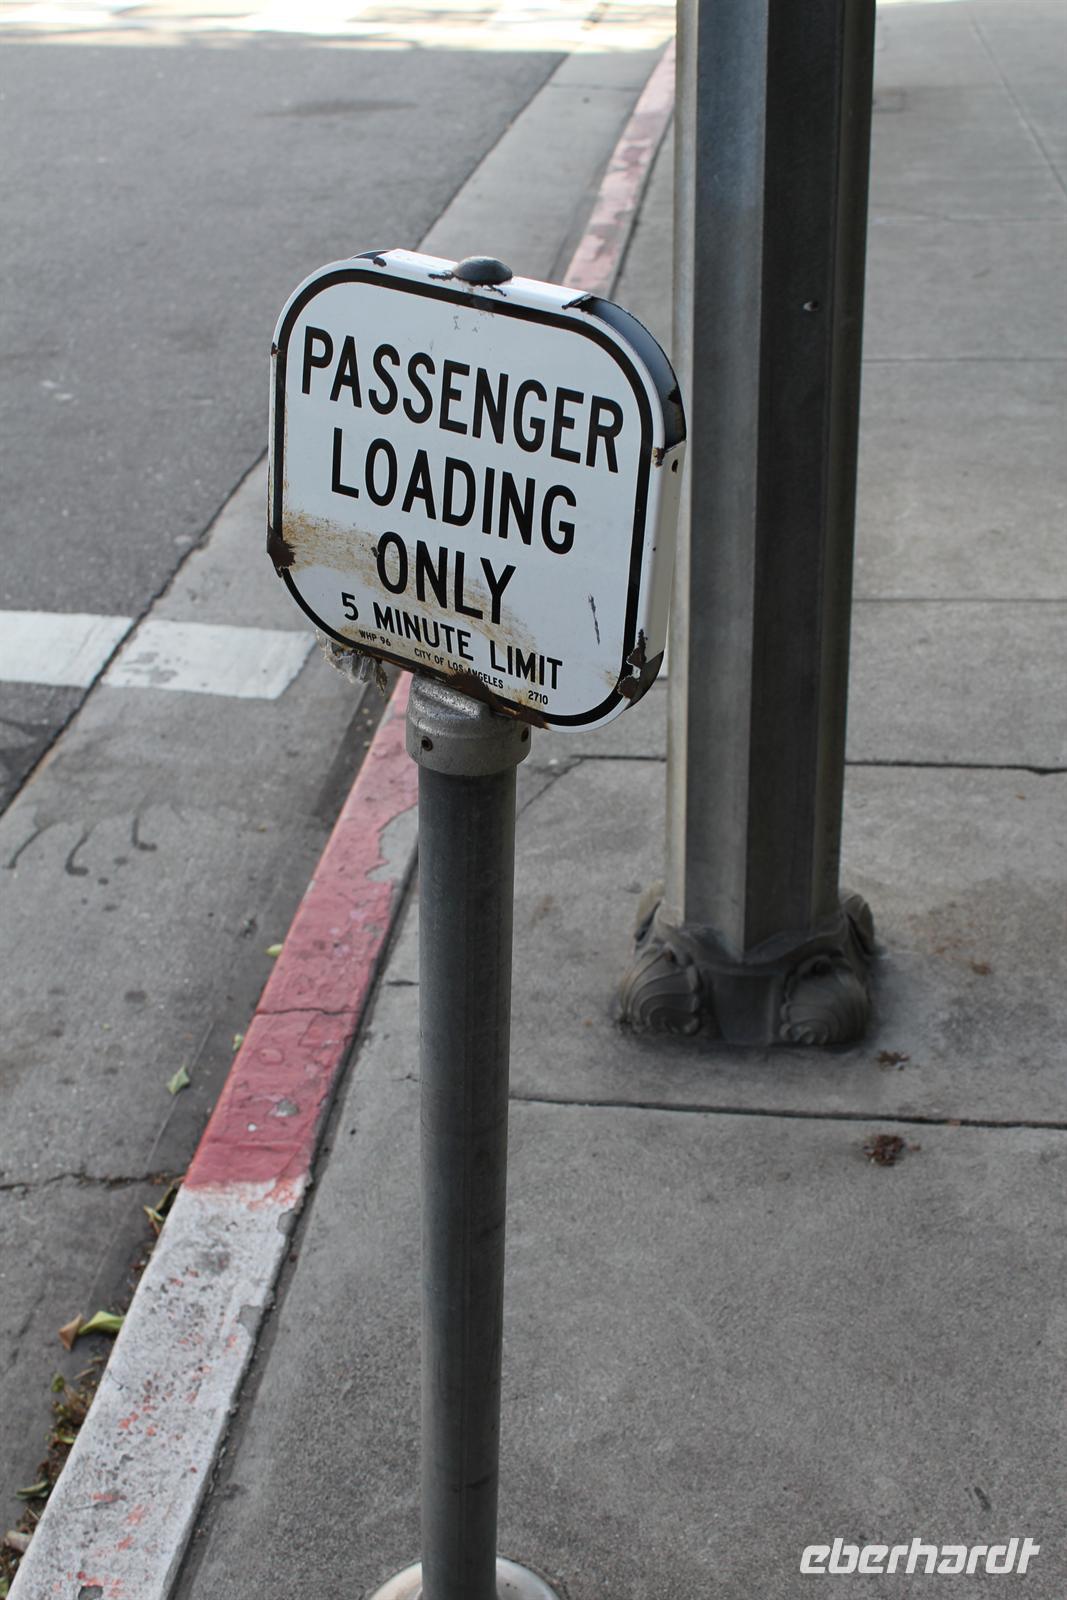 PASSENGER
LOADING
ONLY
5 MINUTE LIMIT
WHP 96 CITY OF LOS ANGELES 2710
eberhardt